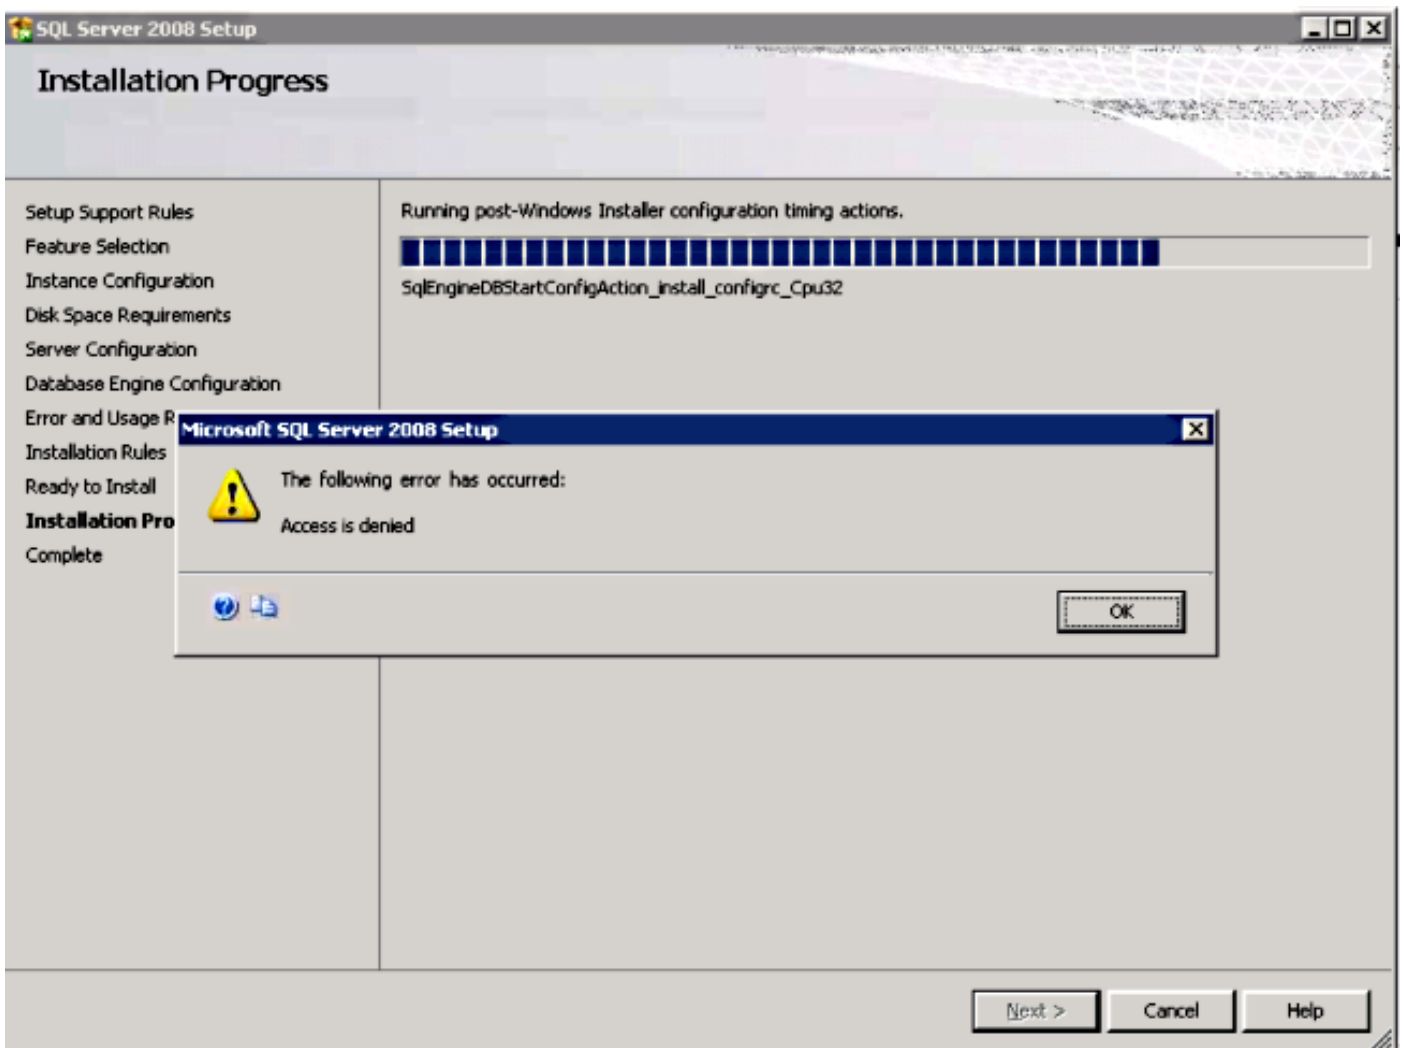 SQL Server 2008 Setup
Installation Progress
Setup Support Rules
Feature Selection
Instance Configuration
Disk Space Requirements
Server Configuration
Database Engine Configuration
Error and Usage R
Installation Rules
Ready to Install
Installation Pro
Complete
Running post-Windows Installer configuration timing actions.
SqlEngineDBStartConfigAction_install_configrc_Cpu32
Microsoft SQL Server 2008 Setup
The following error has occurred:
Access is denied
OK
Next >
Cancel
Help